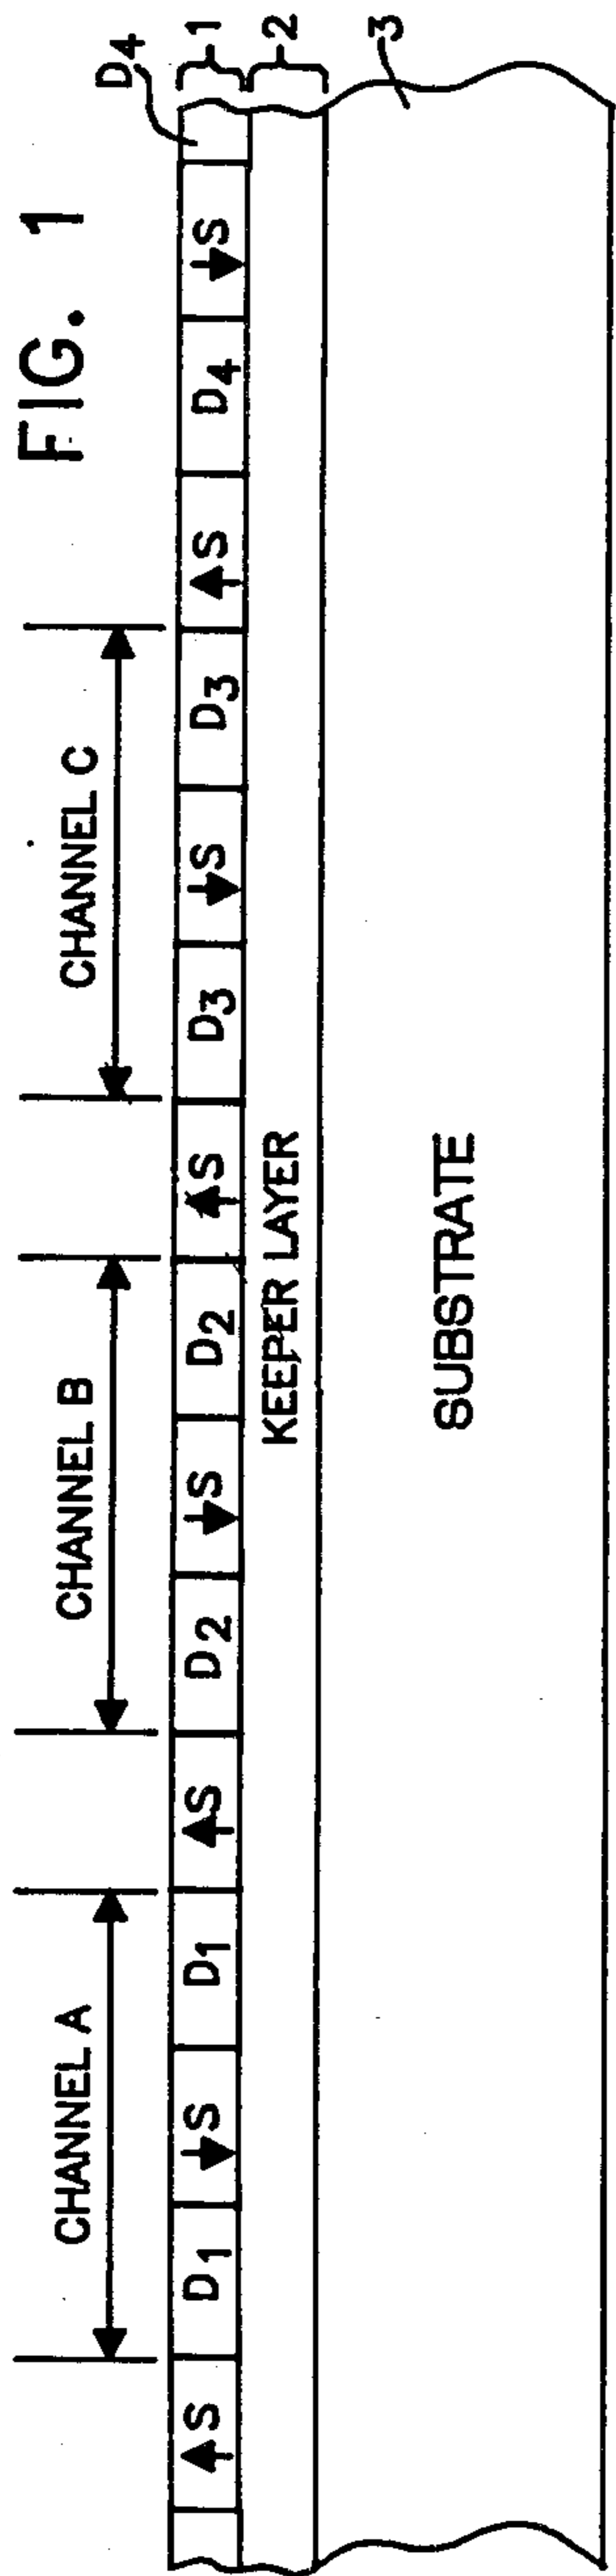 FIG. 1
CHANNEL A CHANNEL B CHANNEL C D4
S D1 S D1 S D2 S D2 S D3 S D3 S D4 S 1
KEEPER LAYER 2
SUBSTRATE 3